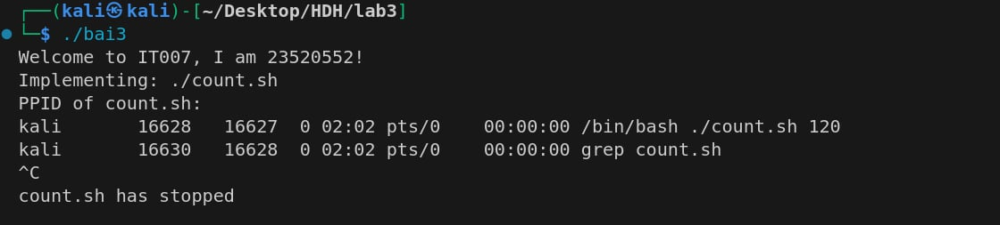 ┌──(kali㉿kali)-[~/Desktop/HDH/lab3]
└─$ ./bai3
Welcome to IT007, I am 23520552!
Implementing: ./count.sh
PPID of count.sh:
kali       16628   16627  0 02:02 pts/0    00:00:00 /bin/bash ./count.sh 120
kali       16630   16628  0 02:02 pts/0    00:00:00 grep count.sh
^C
count.sh has stopped